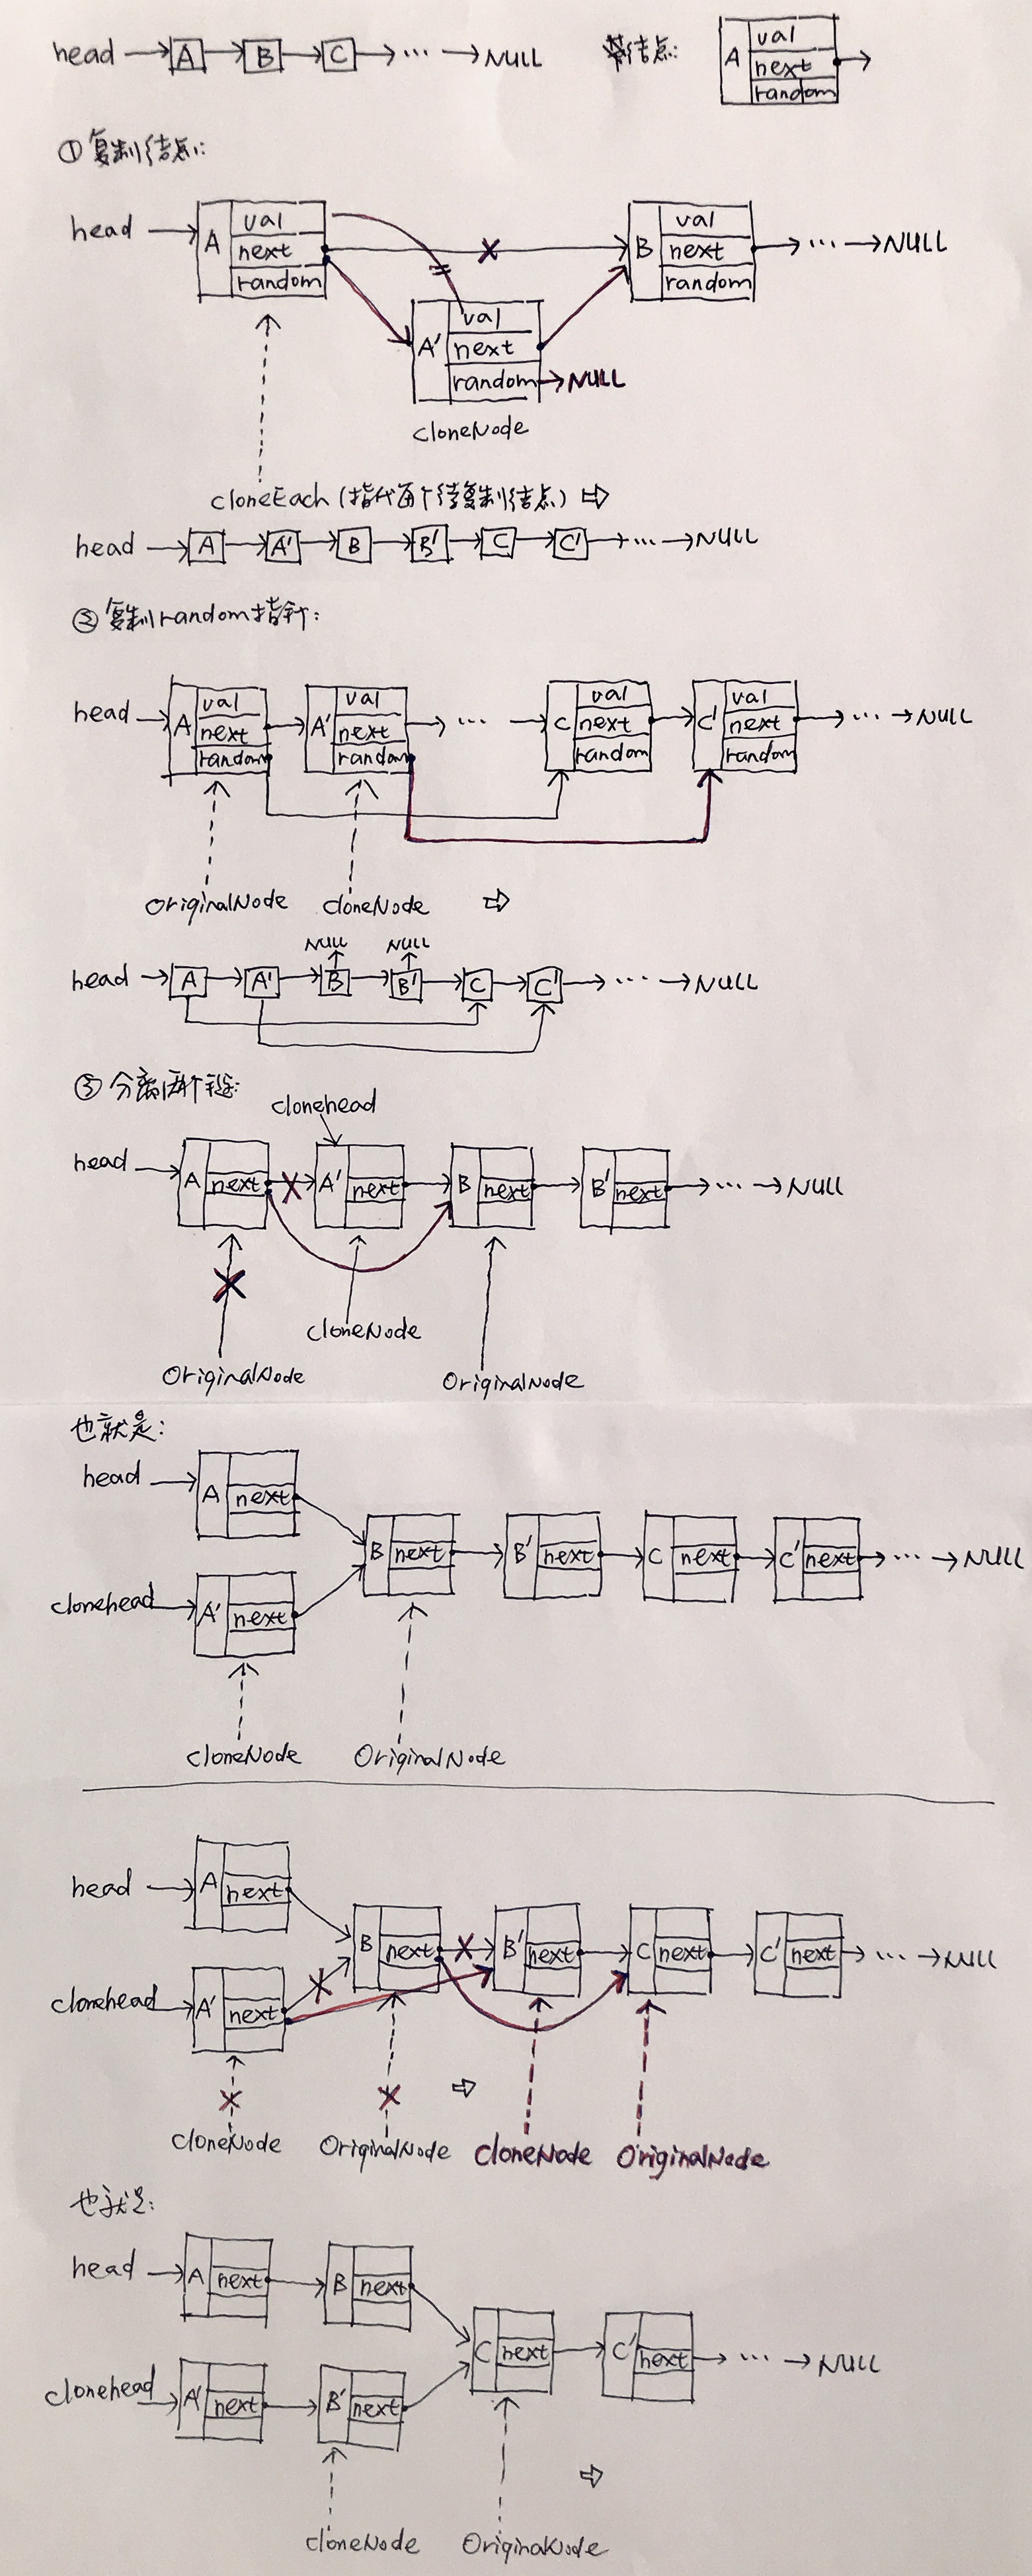 head A B C ... NULL 结点:
A val
next
random
①复制结点:
head A val
next
random
B val
next
random
... NULL
A' val
next
random NULL
cloneNode
cloneEach (指代每个待复制结点)
head A A' B B' C C' ... NULL
②复制random指针:
head A val
next
random
A' val
next
random
...
C val
next
random
C' val
next
random
... NULL
OriginalNode cloneNode
NULL NULL
head A A' B B' C C' ... NULL
③分离两个链:
clonehead
head A next A' next B next B' next ... NULL
cloneNode
OriginalNode OriginalNode
也就是:
head A next
B next B' next C next C' next ... NULL
clonehead A' next
cloneNode OriginalNode
head A next
B next B' next C next C' next ... NULL
clonehead A' next
cloneNode OriginalNode cloneNode OriginalNode
也就是:
head A next B next
C next C' next ... NULL
clonehead A' next B' next
cloneNode OriginalNode